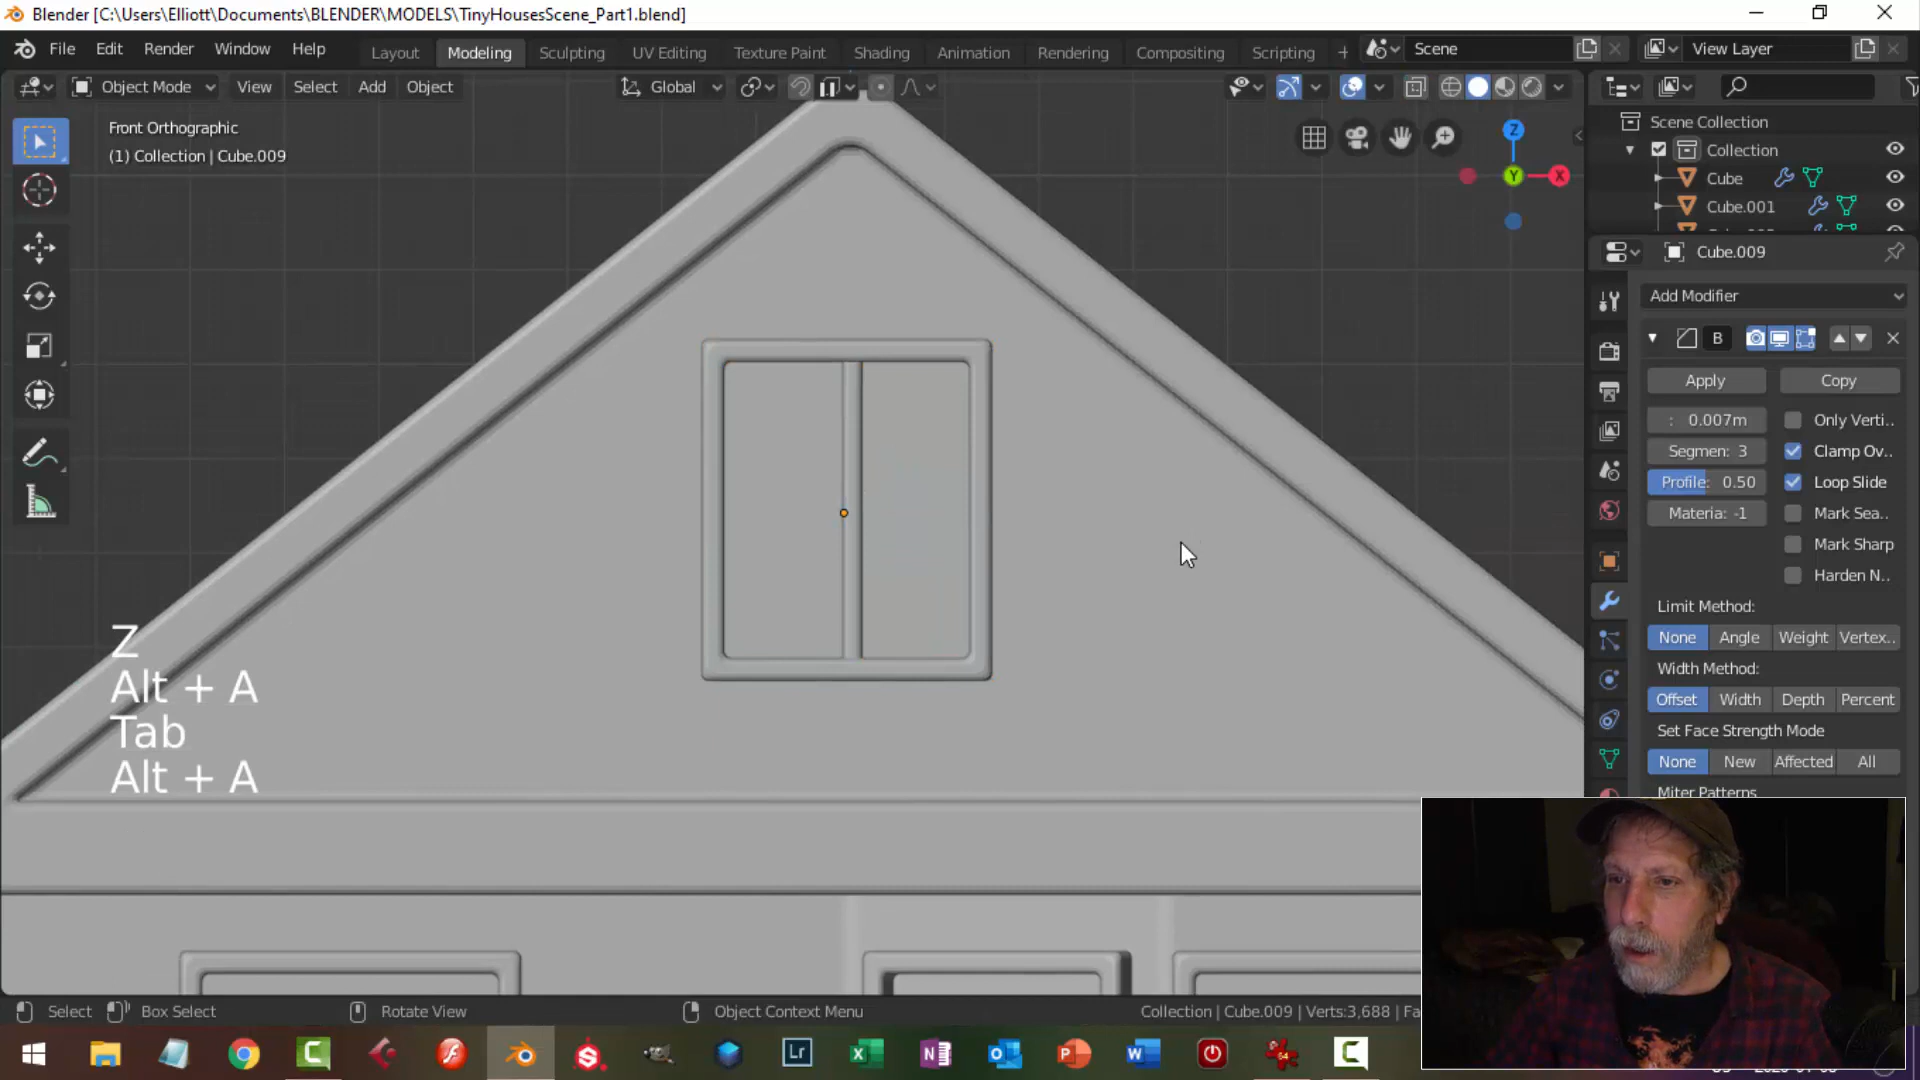 Blender [C:\Users\Elliott\Documents\BLENDER\MODELS\TinyHousesScene_Part1.blend]
File Edit Render Window Help
Layout Modeling Sculpting UV Editing Texture Paint Shading Animation Rendering Compositing Scripting
Scene
View Layer
Object Mode View Select Add Object
Global
Front Orthographic
(1) Collection | Cube.009
Z
X
Y
Scene Collection
Collection
Cube
Cube.001
Cube.009
Add Modifier
B
Apply Copy
: 0.007m Only Verti..
Segmen: 3 Clamp Ov..
Profile: 0.50 Loop Slide
Materia: -1 Mark Sea..
Mark Sharp
Harden N..
Limit Method:
None Angle Weight Vertex..
Width Method:
Offset Width Depth Percent
Set Face Strength Mode
None New Affected All
Miter Patterns
Z
Alt + A
Tab
Alt + A
Select Box Select Rotate View Object Context Menu
Collection | Cube.009 | Verts:3,688 | Fa
Lr